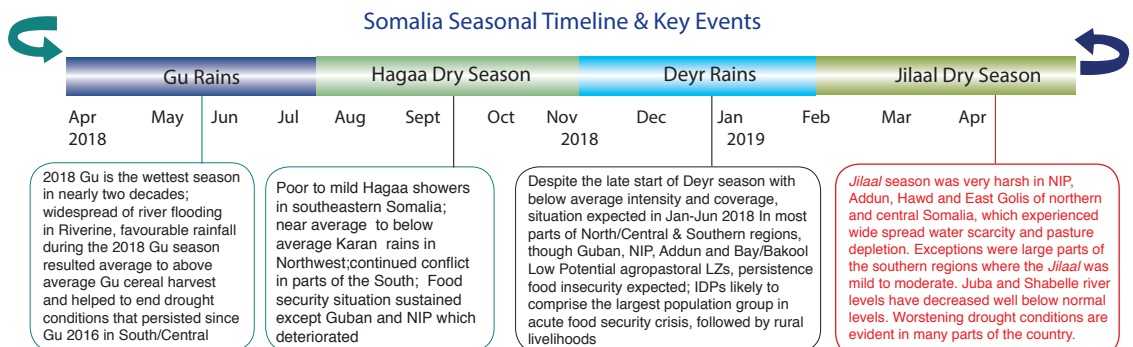 Somalia Seasonal Timeline & Key Events
Gu Rains
Hagaa Dry Season
Deyr Rains
Jilaal Dry Season
Apr
2018
May
Jun
Jul
Aug
Sept
Oct
Nov
2018
Dec
Jan
2019
Feb
Mar
Apr
2018 Gu is the wettest season
in nearly two decades;
widespread of river flooding
in Riverine, favourable rainfall
during the 2018 Gu season
resulted average to above
average Gu cereal harvest
and helped to end drought
conditions that persisted since
Gu 2016 in South/Central
Poor to mild Hagaa showers
in southeastern Somalia;
near average to below
average Karan rains in
Northwest;continued conflict
in parts of the South; Food
security situation sustained
except Guban and NIP which
deteriorated
Despite the late start of Deyr season with
below average intensity and coverage,
situation expected in Jan-Jun 2018 In most
parts of North/Central & Southern regions,
though Guban, NIP, Addun and Bay/Bakool
Low Potential agropastoral LZs, persistence
food insecurity expected; IDPs likely to
comprise the largest population group in
acute food security crisis, followed by rural
livelihoods
Jilaal season was very harsh in NIP,
Addun, Hawd and East Golis of northern
and central Somalia, which experienced
wide spread water scarcity and pasture
depletion. Exceptions were large parts of
the southern regions where the Jilaal was
mild to moderate. Juba and Shabelle river
levels have decreased well below normal
levels. Worstening drought conditions are
evident in many parts of the country.